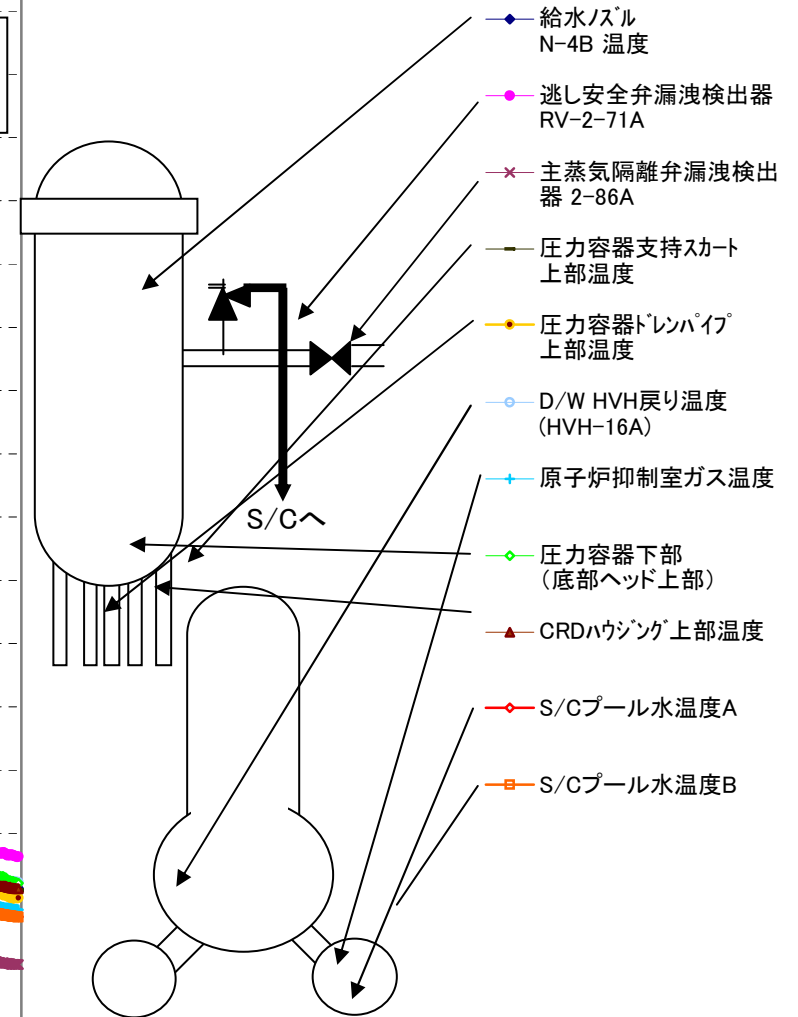 給水ノズル
N-4B 温度
逃し安全弁漏洩検出器
RV-2-71A
主蒸気隔離弁漏洩検出
器 2-86A
圧力容器支持スカート
上部温度
圧力容器ドレンパイプ
上部温度
D/W HVH戻り温度
(HVH-16A)
原子炉抑制室ガス温度
S/Cへ
圧力容器下部
(底部ヘッド上部)
CRDハウジング上部温度
S/Cプール水温度A
S/Cプール水温度B